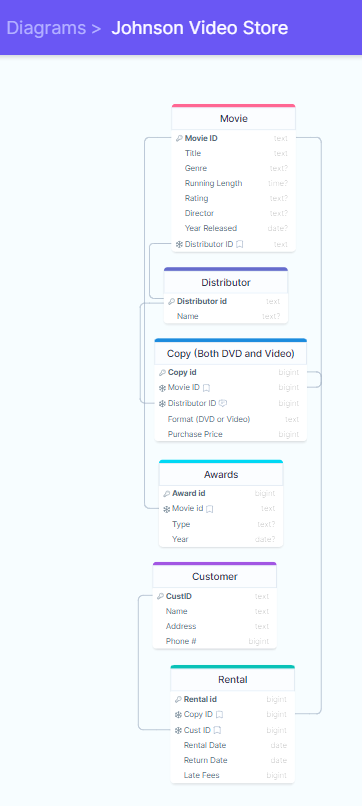 Diagrams > Johnson Video Store
Movie
Movie ID text
Title text
Genre text?
Running Length time?
Rating text?
Director text?
Year Released date?
Distributor ID text
Distributor
Distributor id text
Name text?
Copy (Both DVD and Video)
Copy id bigint
Movie ID bigint
Distributor ID bigint
Format (DVD or Video) text
Purchase Price bigint
Awards
Award id bigint
Movie id text
Type text?
Year date?
Customer
CustID text
Name text
Address text
Phone # bigint
Rental
Rental id bigint
Copy ID bigint
Cust ID bigint
Rental Date date
Return Date date
Late Fees bigint